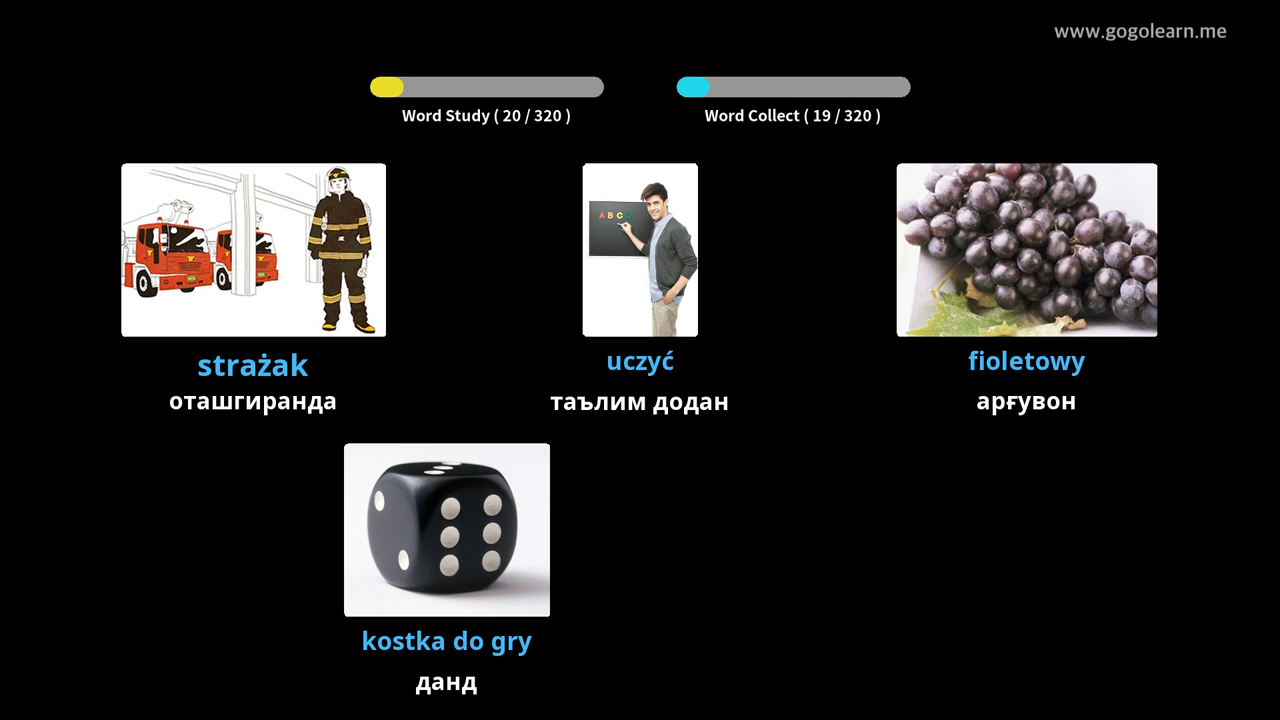 www.gogolearn.me
Word Study ( 20 / 320 )
Word Collect ( 19 / 320 )
A B C D
strażak
оташгиранда
uczyć
таълим додан
fioletowy
арғувон
kostka do gry
данд